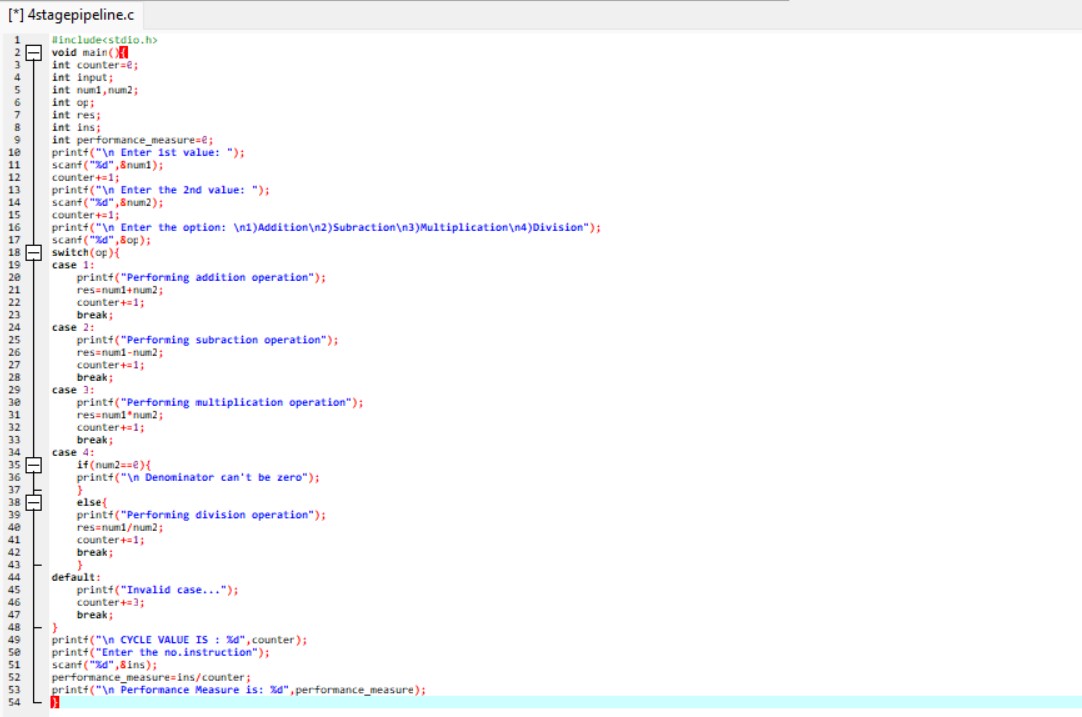 [*] 4stagepipeline.c
1 #include<stdio.h>
2 void main(){
3 int counter=0;
4 int input;
5 int num1,num2;
6 int op;
7 int res;
8 int ins;
9 int performance_measure=0;
10 printf("\n Enter 1st value: ");
11 scanf("%d",&num1);
12 counter+=1;
13 printf("\n Enter the 2nd value: ");
14 scanf("%d",&num2);
15 counter+=1;
16 printf("\n Enter the option: \n1)Addition\n2)Subraction\n3)Multiplication\n4)Division");
17 scanf("%d",&op);
18 switch(op){
19 case 1:
20 printf("Performing addition operation");
21 res=num1+num2;
22 counter+=1;
23 break;
24 case 2:
25 printf("Performing subraction operation");
26 res=num1-num2;
27 counter+=1;
28 break;
29 case 3:
30 printf("Performing multiplication operation");
31 res=num1*num2;
32 counter+=1;
33 break;
34 case 4:
35 if(num2==0){
36 printf("\n Denominator can't be zero");
37 }
38 else{
39 printf("Performing division operation");
40 res=num1/num2;
41 counter+=1;
42 break;
43 }
44 default:
45 printf("Invalid case...");
46 counter+=3;
47 break;
48 }
49 printf("\n CYCLE VALUE IS : %d",counter);
50 printf("Enter the no.instruction");
51 scanf("%d",&ins);
52 performance_measure=ins/counter;
53 printf("\n Performance Measure is: %d",performance_measure);
54 }